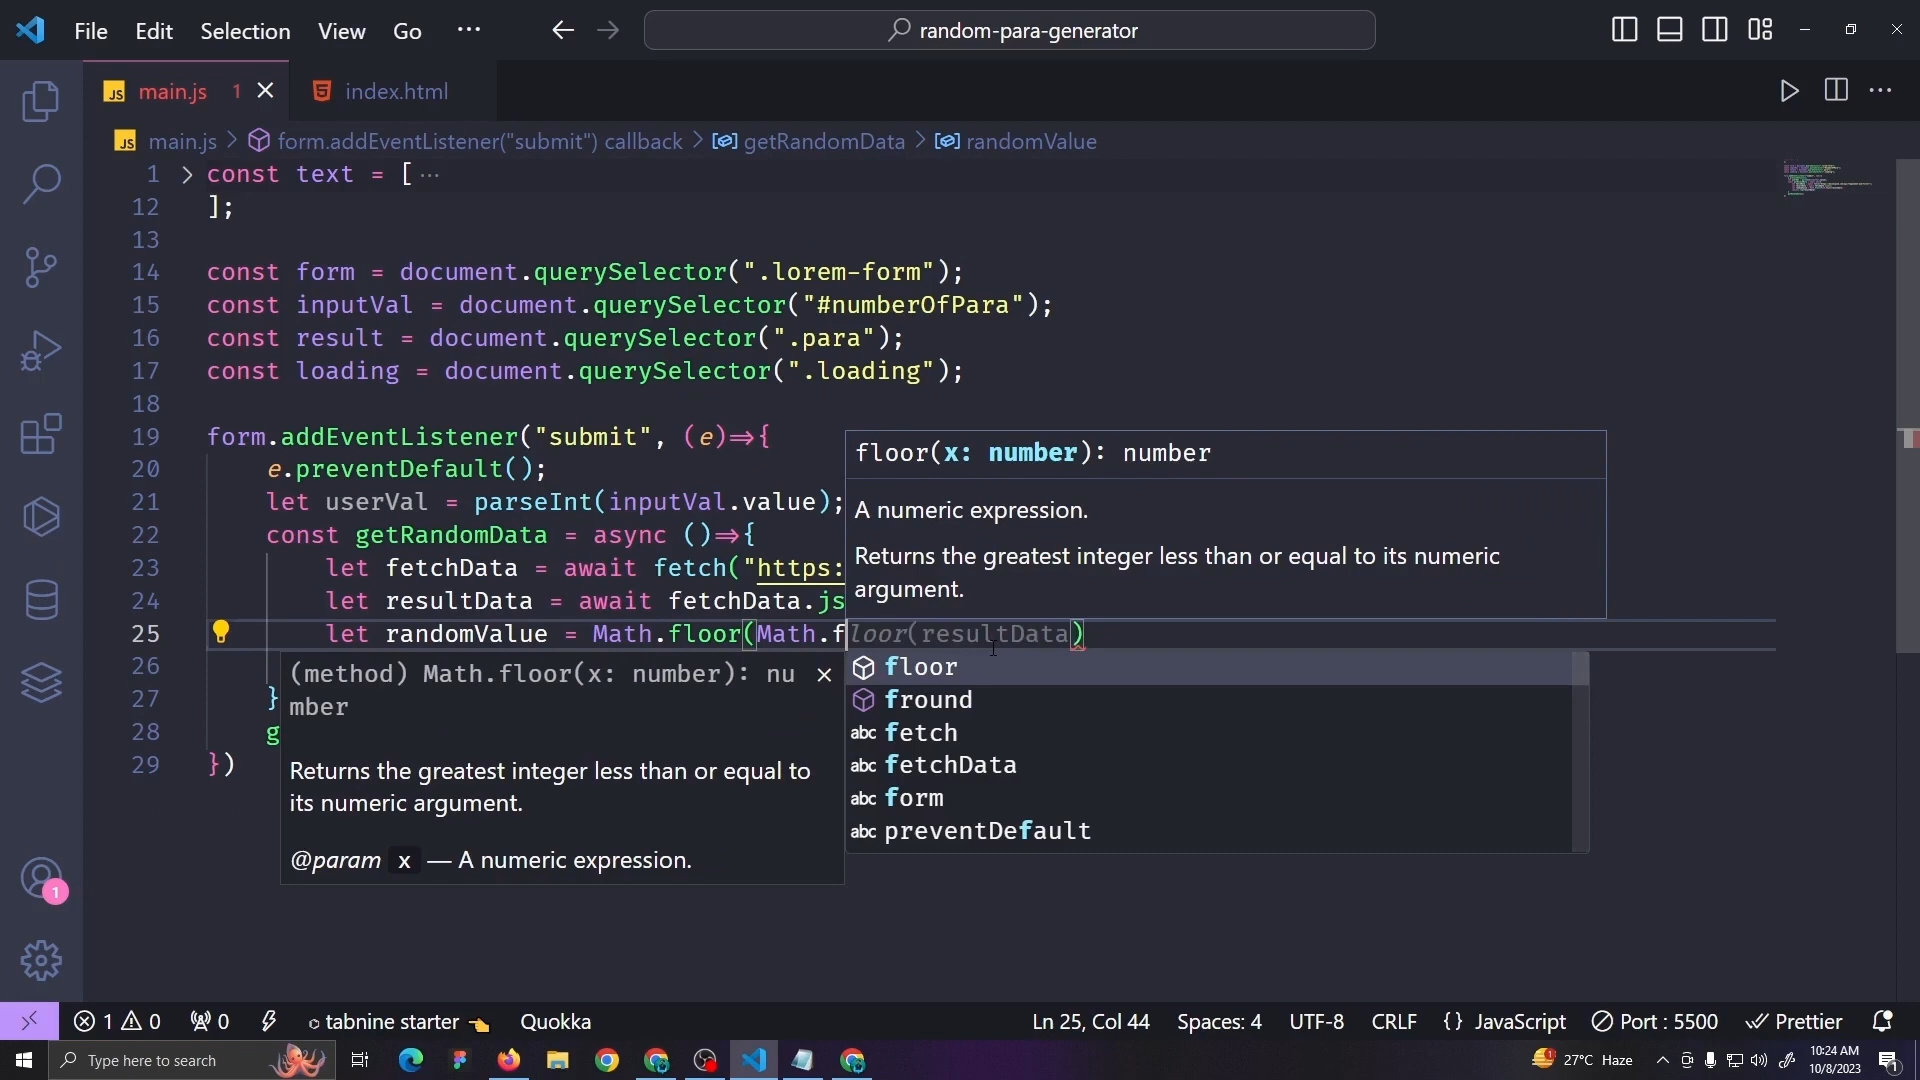 File Edit Selection View Go ··· random-para-generator
JS main.js 1 index.html
JS main.js > form.addEventListener("submit") callback > getRandomData > randomValue
1 const text = [ ···
12 ];
13
14 const form = document.querySelector(".lorem-form");
15 const inputVal = document.querySelector("#numberOfPara");
16 const result = document.querySelector(".para");
17 const loading = document.querySelector(".loading");
18
19 form.addEventListener("submit", (e)=>{
20 e.preventDefault();
21 let userVal = parseInt(inputVal.value);
22 const getRandomData = async ()=>{
23 let fetchData = await fetch("https:
24 let resultData = await fetchData.js
25 let randomValue = Math.floor(Math.floor(resultData)
26
27 }
28 g
29 })
floor(x: number): number
A numeric expression.
Returns the greatest integer less than or equal to its numeric
argument.
(method) Math.floor(x: number): nu
mber
Returns the greatest integer less than or equal to
its numeric argument.
@param x — A numeric expression.
floor
fround
abc fetch
abc fetchData
abc form
abc preventDefault
1
1 0 0 tabnine starter Quokka Ln 25, Col 44 Spaces: 4 UTF-8 CRLF {} JavaScript Port : 5500 Prettier
Type here to search 1 27°C Haze 10:24 AM
10/8/2023 1